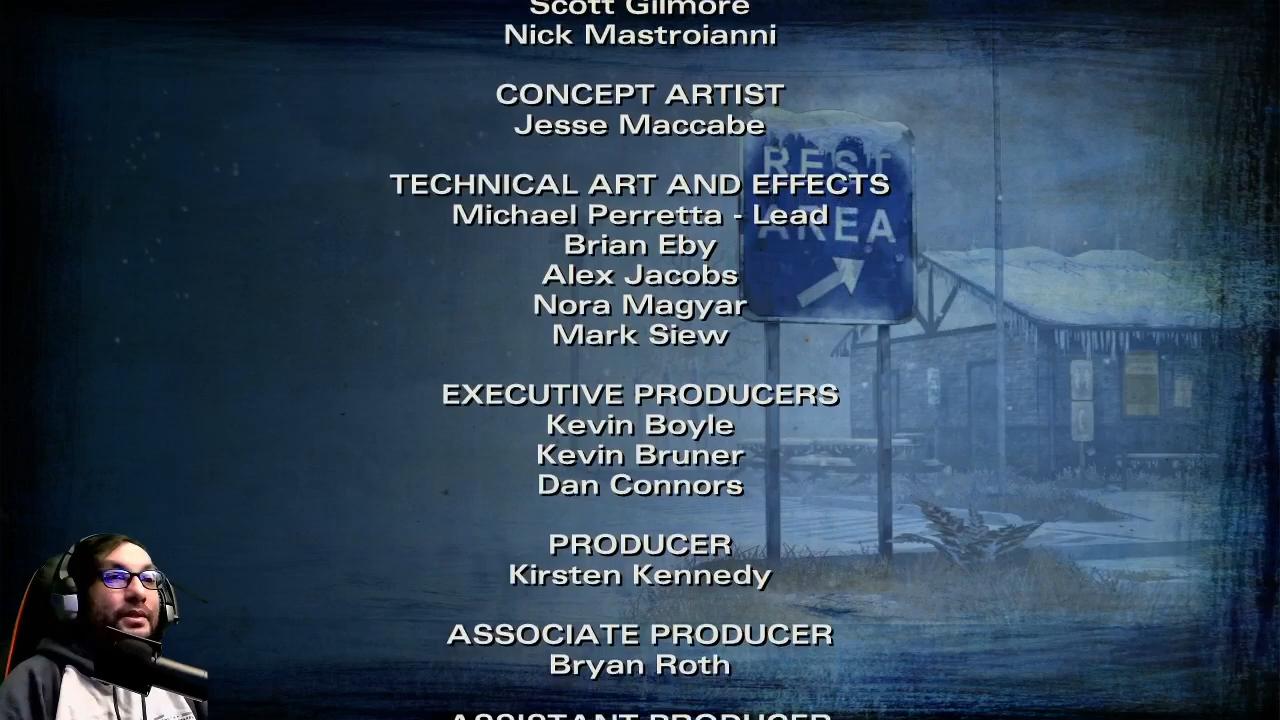 Scott Gilmore
Nick Mastroianni
CONCEPT ARTIST
Jesse Maccabe
REST
AREA
TECHNICAL ART AND EFFECTS
Michael Perretta - Lead
Brian Eby
Alex Jacobs
Nora Magyar
Mark Siew
EXECUTIVE PRODUCERS
Kevin Boyle
Kevin Bruner
Dan Connors
PRODUCER
Kirsten Kennedy
ASSOCIATE PRODUCER
Bryan Roth
ASSISTANT PRODUCER